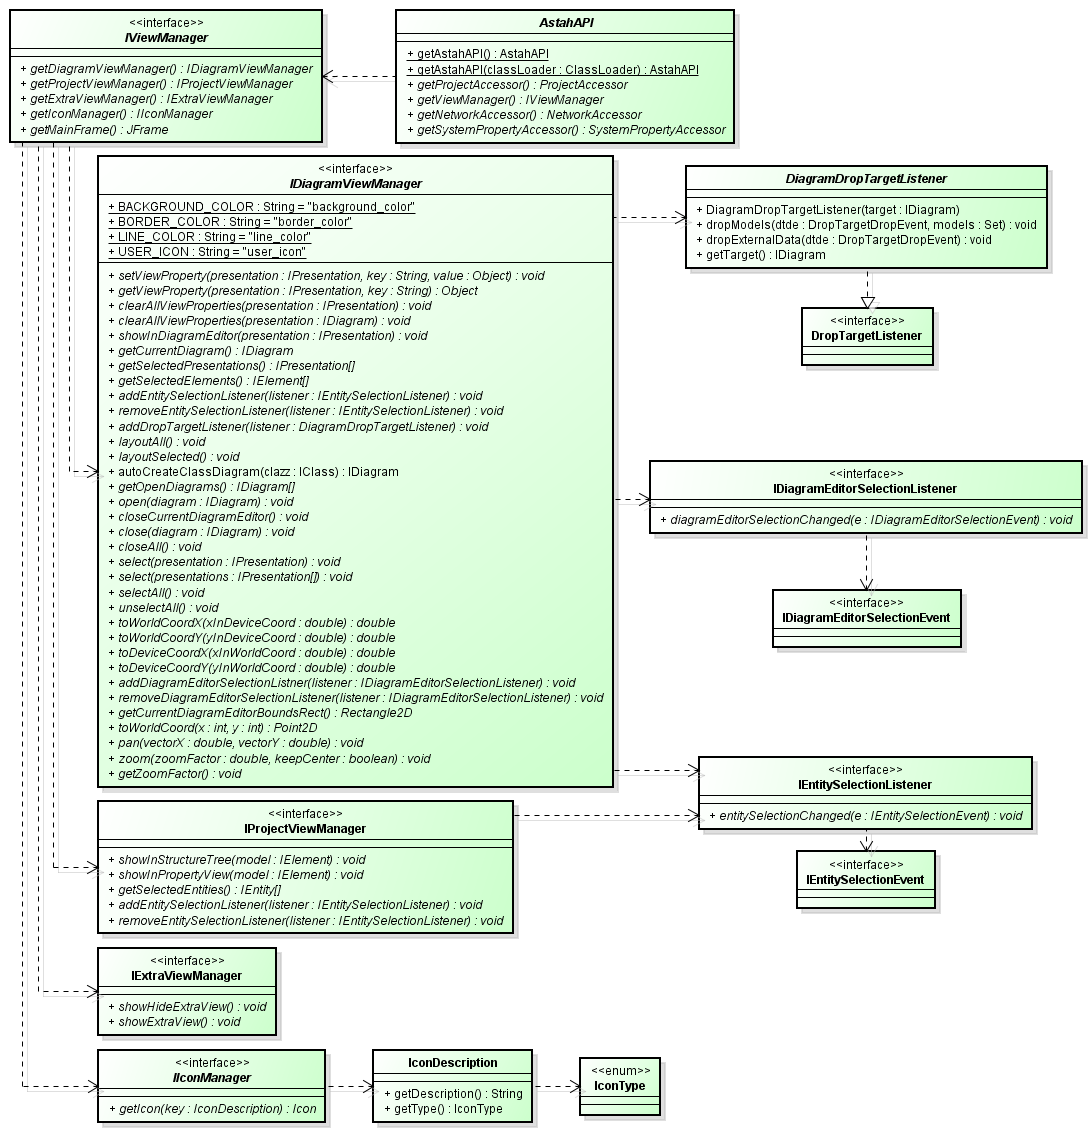 <<interface>>
IViewManager
+ getDiagramViewManager() : IDiagramViewManager
+ getProjectViewManager() : IProjectViewManager
+ getExtraViewManager() : IExtraViewManager
+ getIconManager() : IIconManager
+ getMainFrame() : JFrame
AstahAPI
+ getAstahAPI() : AstahAPI
+ getAstahAPI(classLoader : ClassLoader) : AstahAPI
+ getProjectAccessor() : ProjectAccessor
+ getViewManager() : IViewManager
+ getNetworkAccessor() : NetworkAccessor
+ getSystemPropertyAccessor() : SystemPropertyAccessor
<<interface>>
IDiagramViewManager
+ BACKGROUND_COLOR : String = "background_color"
+ BORDER_COLOR : String = "border_color"
+ LINE_COLOR : String = "line_color"
+ USER_ICON : String = "user_icon"
+ setViewProperty(presentation : IPresentation, key : String, value : Object) : void
+ getViewProperty(presentation : IPresentation, key : String) : Object
+ clearAllViewProperties(presentation : IPresentation) : void
+ clearAllViewProperties(presentation : IDiagram) : void
+ showInDiagramEditor(presentation : IPresentation) : void
+ getCurrentDiagram() : IDiagram
+ getSelectedPresentations() : IPresentation[]
+ getSelectedElements() : IElement[]
+ addEntitySelectionListener(listener : IEntitySelectionListener) : void
+ removeEntitySelectionListener(listener : IEntitySelectionListener) : void
+ addDropTargetListener(listener : DiagramDropTargetListener) : void
+ layoutAll() : void
+ layoutSelected() : void
+ autoCreateClassDiagram(clazz : IClass) : IDiagram
+ getOpenDiagrams() : IDiagram[]
+ open(diagram : IDiagram) : void
+ closeCurrentDiagramEditor() : void
+ close(diagram : IDiagram) : void
+ closeAll() : void
+ select(presentation : IPresentation) : void
+ select(presentations : IPresentation[]) : void
+ selectAll() : void
+ unselectAll() : void
+ toWorldCoordX(xInDeviceCoord : double) : double
+ toWorldCoordY(yInDeviceCoord : double) : double
+ toDeviceCoordX(xInWorldCoord : double) : double
+ toDeviceCoordY(yInWorldCoord : double) : double
+ addDiagramEditorSelectionListner(listener : IDiagramEditorSelectionListener) : void
+ removeDiagramEditorSelectionListener(listener : IDiagramEditorSelectionListener) : void
+ getCurrentDiagramEditorBoundsRect() : Rectangle2D
+ toWorldCoord(x : int, y : int) : Point2D
+ pan(vectorX : double, vectorY : double) : void
+ zoom(zoomFactor : double, keepCenter : boolean) : void
+ getZoomFactor() : void
DiagramDropTargetListener
+ DiagramDropTargetListener(target : IDiagram)
+ dropModels(dtde : DropTargetDropEvent, models : Set) : void
+ dropExternalData(dtde : DropTargetDropEvent) : void
+ getTarget() : IDiagram
<<interface>>
DropTargetListener
<<interface>>
IDiagramEditorSelectionListener
+ diagramEditorSelectionChanged(e : IDiagramEditorSelectionEvent) : void
<<interface>>
IDiagramEditorSelectionEvent
<<interface>>
IEntitySelectionListener
+ entitySelectionChanged(e : IEntitySelectionEvent) : void
<<interface>>
IEntitySelectionEvent
<<interface>>
IProjectViewManager
+ showInStructureTree(model : IElement) : void
+ showInPropertyView(model : IElement) : void
+ getSelectedEntities() : IEntity[]
+ addEntitySelectionListener(listener : IEntitySelectionListener) : void
+ removeEntitySelectionListener(listener : IEntitySelectionListener) : void
<<interface>>
IExtraViewManager
+ showHideExtraView() : void
+ showExtraView() : void
<<interface>>
IIconManager
+ getIcon(key : IconDescription) : Icon
IconDescription
+ getDescription() : String
+ getType() : IconType
<<enum>>
IconType